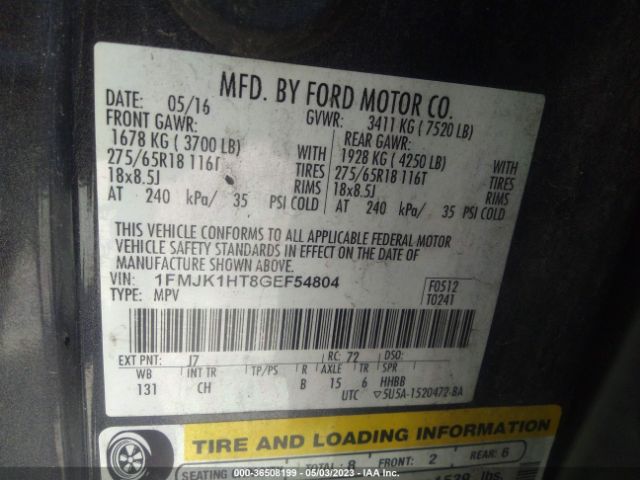 MFD. BY FORD MOTOR CO.
DATE: 05/16 GVWR: 3411 KG ( 7520 LB)
FRONT GAWR: REAR GAWR:
1678 KG ( 3700 LB) WITH 1928 KG ( 4250 LB) WITH
275/65R18 116T TIRES 275/65R18 116T TIRES
18x8.5J RIMS 18x8.5J RIMS
AT 240 kPa/ 35 PSI COLD AT 240 kPa/ 35 PSI COLD
THIS VEHICLE CONFORMS TO ALL APPLICABLE FEDERAL MOTOR
VEHICLE SAFETY STANDARDS IN EFFECT ON THE DATE OF
MANUFACTURE SHOWN ABOVE.
VIN: 1FMJK1HT8GEF54804 F0512
TYPE: MPV T0241
EXT PNT: J7 RC: 72 DSO:
WB INT TR TP/PS R AXLE TR SPR
131 CH B 15 6 HHBB
UTC ▽5U5A-1520472-BA
TIRE AND LOADING INFORMATION
SEATING TOTAL: 8 FRONT: 2 REAR: 6
lbs.
000-36508199 - 05/03/2023 - IAA Inc.